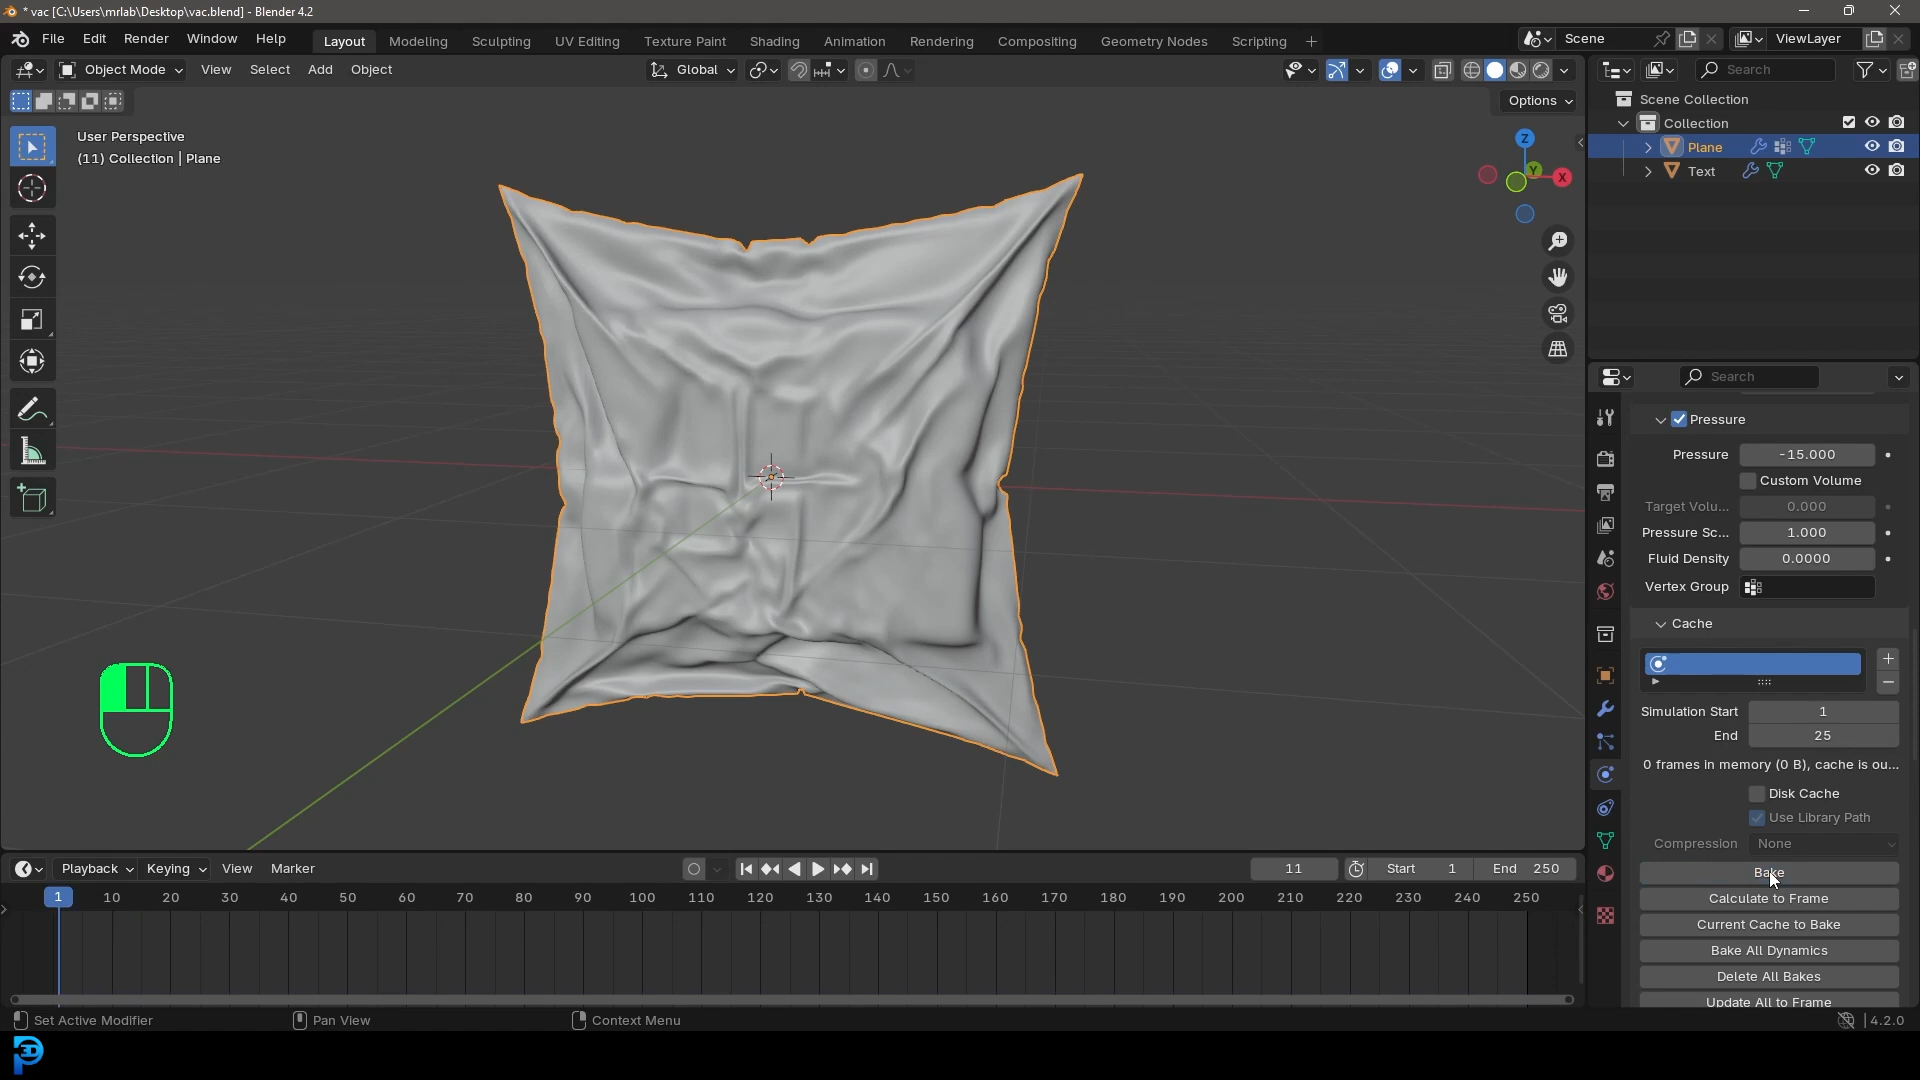 * vac [C:\Users\mrlab\Desktop\vac.blend] - Blender 4.2
File Edit Render Window Help
Layout Modeling Sculpting UV Editing Texture Paint Shading Animation Rendering Compositing Geometry Nodes Scripting +
Scene
ViewLayer
Object Mode View Select Add Object
Global
Search
Options
User Perspective
(11) Collection | Plane
Z
Y
X
Scene Collection
Collection
Plane
Text
Search
Pressure
Pressure -15.000
Custom Volume
Target Volu... 0.000
Pressure Sc... 1.000
Fluid Density 0.0000
Vertex Group
Cache
Simulation Start 1
End 25
0 frames in memory (0 B), cache is ou...
Disk Cache
Use Library Path
Compression None
Bake
Calculate to Frame
Current Cache to Bake
Bake All Dynamics
Delete All Bakes
Update All to Frame
Playback Keying View Marker
11 Start 1 End 250
1 10 20 30 40 50 60 70 80 90 100 110 120 130 140 150 160 170 180 190 200 210 220 230 240 250
Set Active Modifier Pan View Context Menu
4.2.0